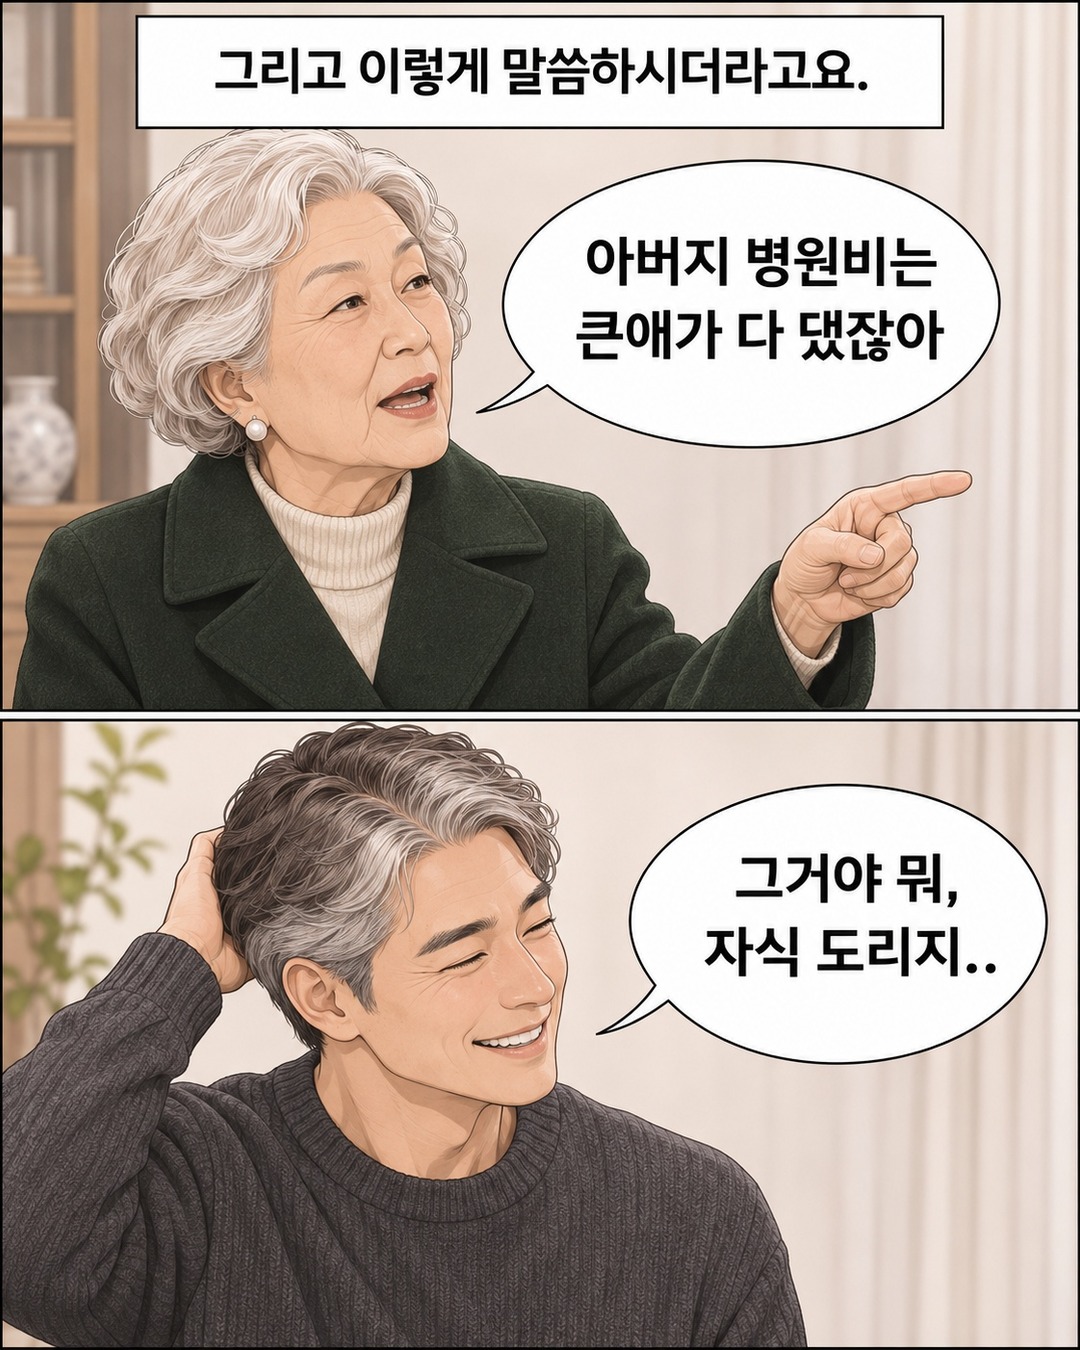 그리고 이렇게 말씀하시더라고요.
아버지 병원비는
큰애가 다 댔잖아
그거야 뭐,
자식 도리지..